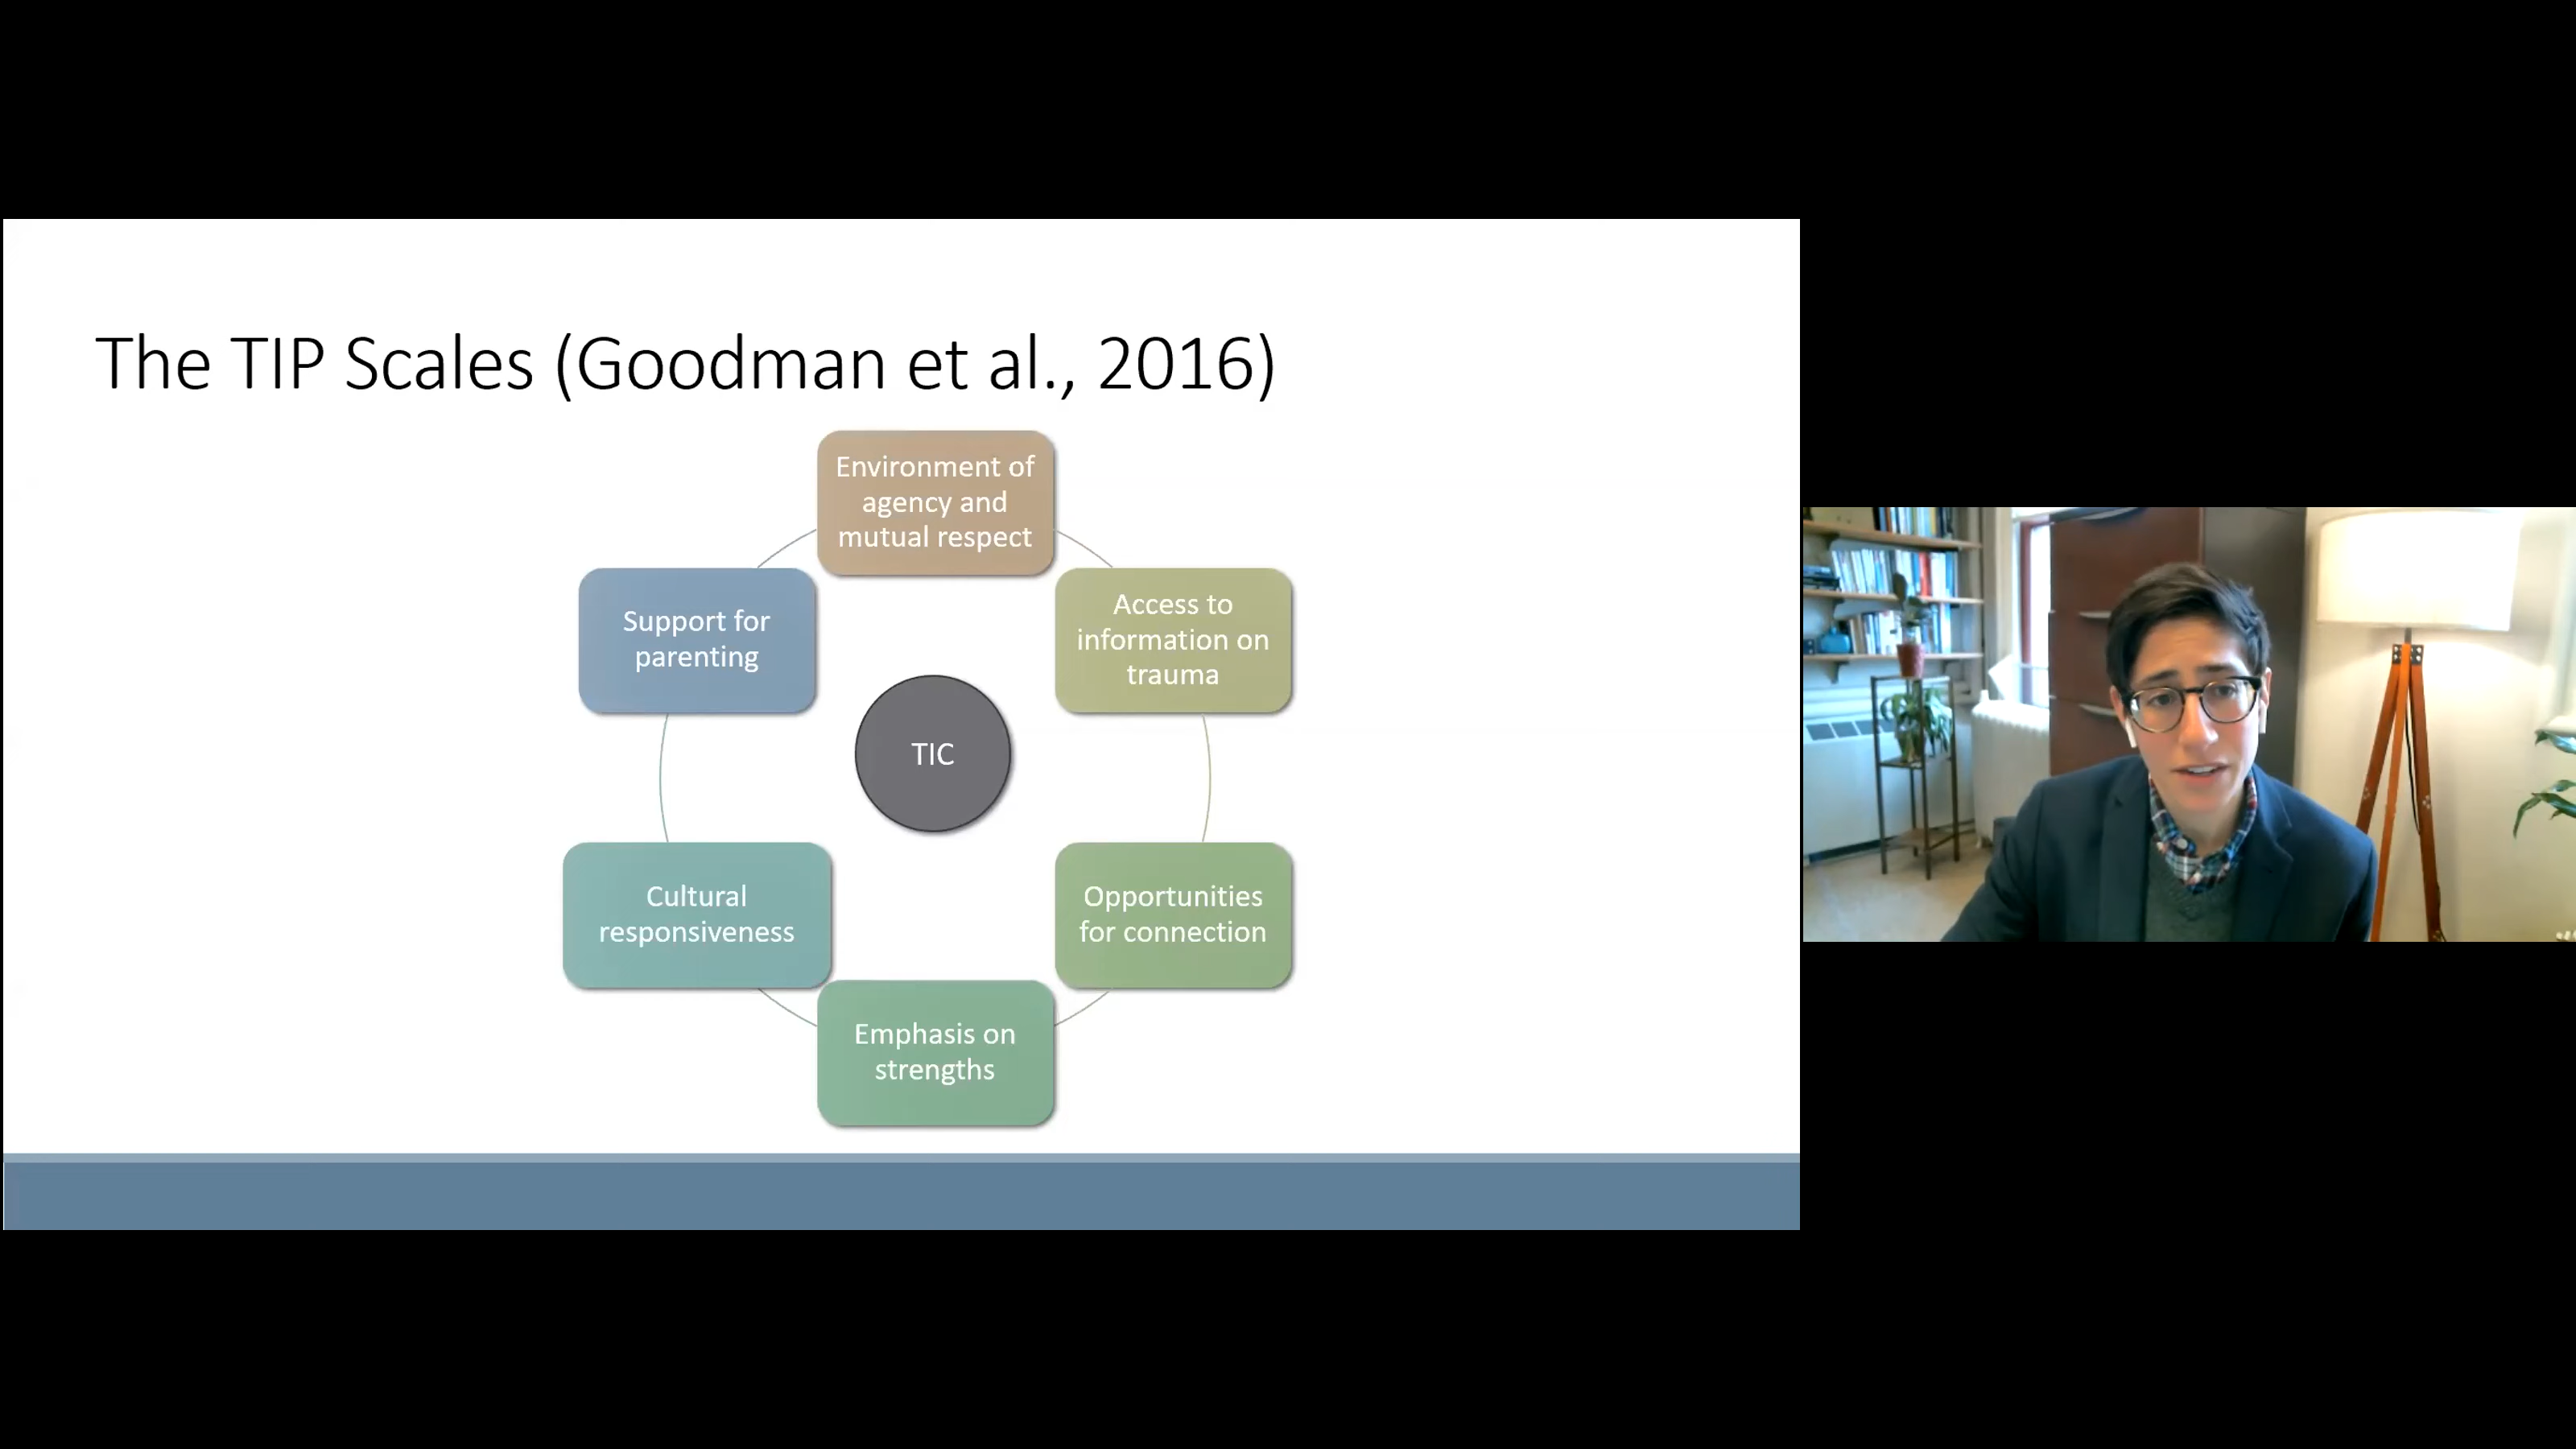 The TIP Scales (Goodman et al., 2016)
Environment of
agency and
mutual respect
Access to
information on
trauma
Opportunities
for connection
Emphasis on
strengths
Cultural
responsiveness
Support for
parenting
TIC